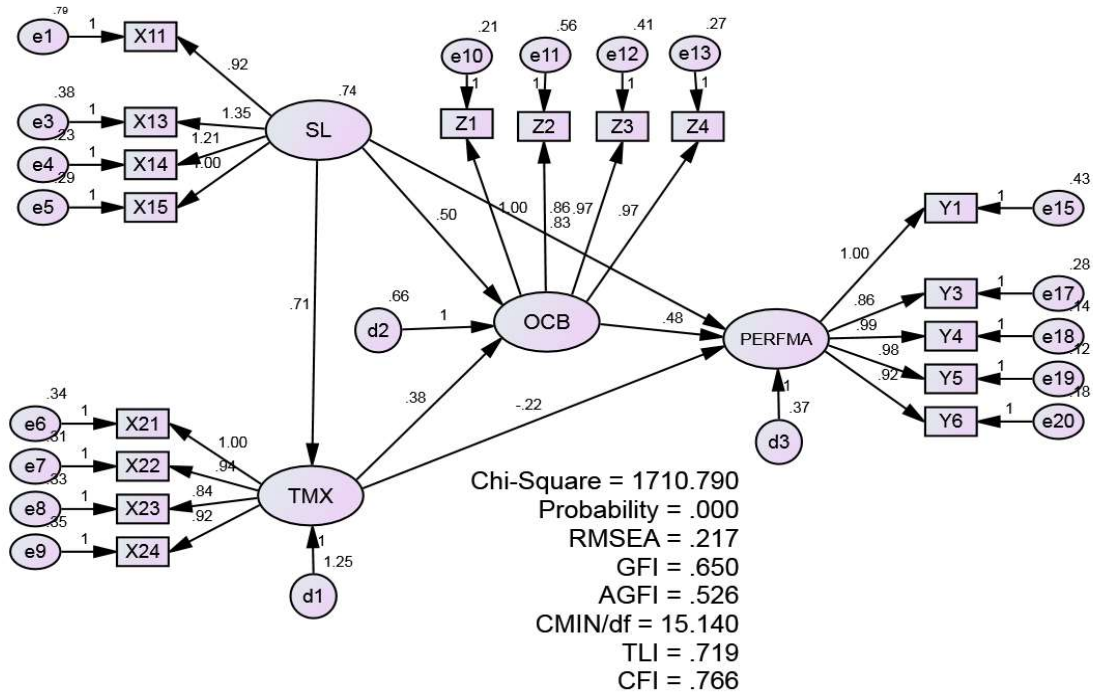 .79
e1 1 X11
.92
.38
e3 1 X13
1.35
.23
e4 1 X14
1.21
.29
e5 1 X15
1.00
.74
SL
.21 .56 .41 .27
e10 e11 e12 e13
1 1 1 1
Z1 Z2 Z3 Z4
.50 1.00 .86 .97 .97
.83
.71
.66
d2 1 OCB
.48
.38
-.22
PERFMA
1
.37
d3
1.00
Y1 1 e15 .43
.86
Y3 1 e17 .28
.99
Y4 1 e18 .14
.98
Y5 1 e19 .12
.92
Y6 1 e20 .18
.34
e6 1 X21
1.00
.31
e7 1 X22
.94
.33
e8 1 X23
.84
.35
e9 1 X24
.92
TMX
1
1.25
d1
Chi-Square = 1710.790
Probability = .000
RMSEA = .217
GFI = .650
AGFI = .526
CMIN/df = 15.140
TLI = .719
CFI = .766